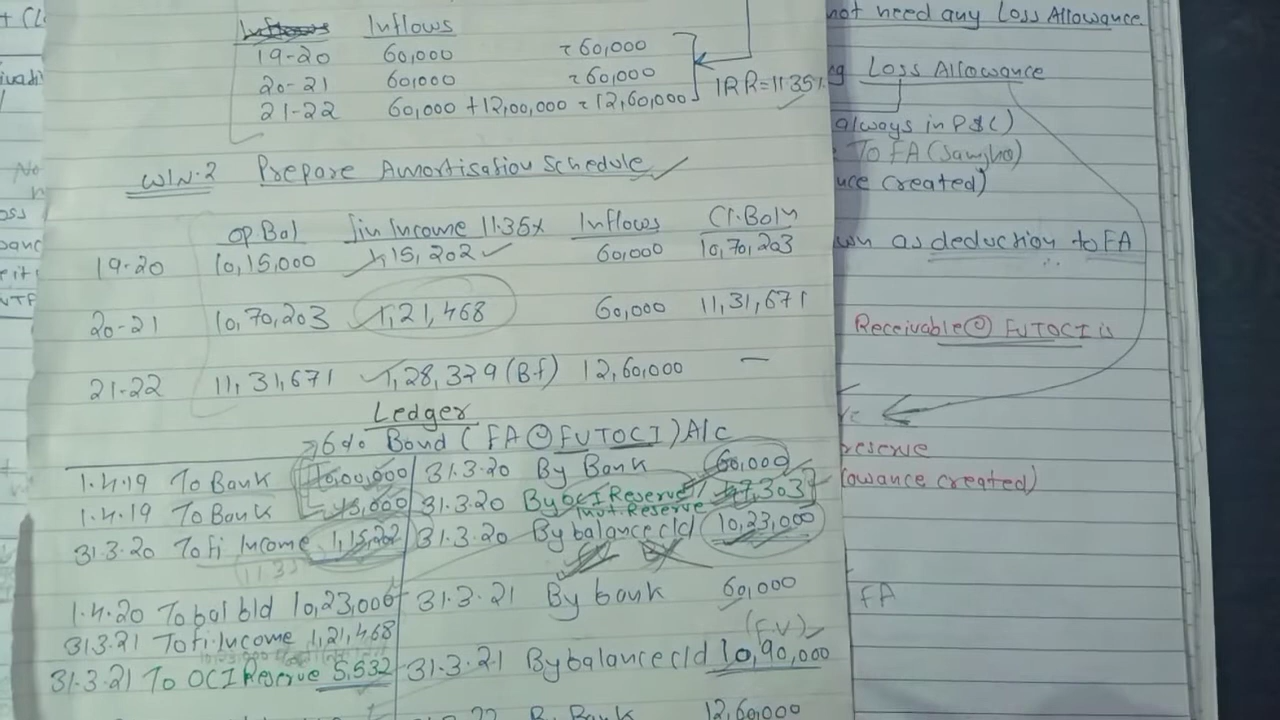 Inflows
19-20 60,000 = 60,000
20-21 60,000 = 60,000
21-22 60,000 + 12,00,000 = 12,60,000
IRR = 11.35%
W/N.2 Prepare Amortisation Schedule
Op Bal Fin Income 11.35% Inflows Cl. Baln
19-20 10,15,000 1,15,202 60,000 10,70,203
20-21 10,70,203 1,21,468 60,000 11,31,671
21-22 11,31,671 1,28,329 (B.f) 12,60,000 —
Ledger
6% Bond (FA @ FVTOCI) A/c
1.4.19 To Bank 10,00,000 31.3.20 By Bank 60,000
1.4.19 To Bank 15,000 31.3.20 By OCI Reserve/ Invt. Reserve 47,303
31.3.20 To Fi Income 1,15,202 31.3.20 By balance c/d 10,23,000
1.4.20 To bal b/d 10,23,000 31.3.21 By bank 60,000
31.3.21 To Fi. Income 1,21,468
(F.V)
31.3.21 To OCI Reserve 5,532 31.3.21 By balance c/d 10,90,000
Bank 12,60,000
not need any Loss Allowance
Loss Allowance
always in P&L)
To FA (
created)
as deduction to FA
Receivable @ FVTOCI is
reserve
created)
FA